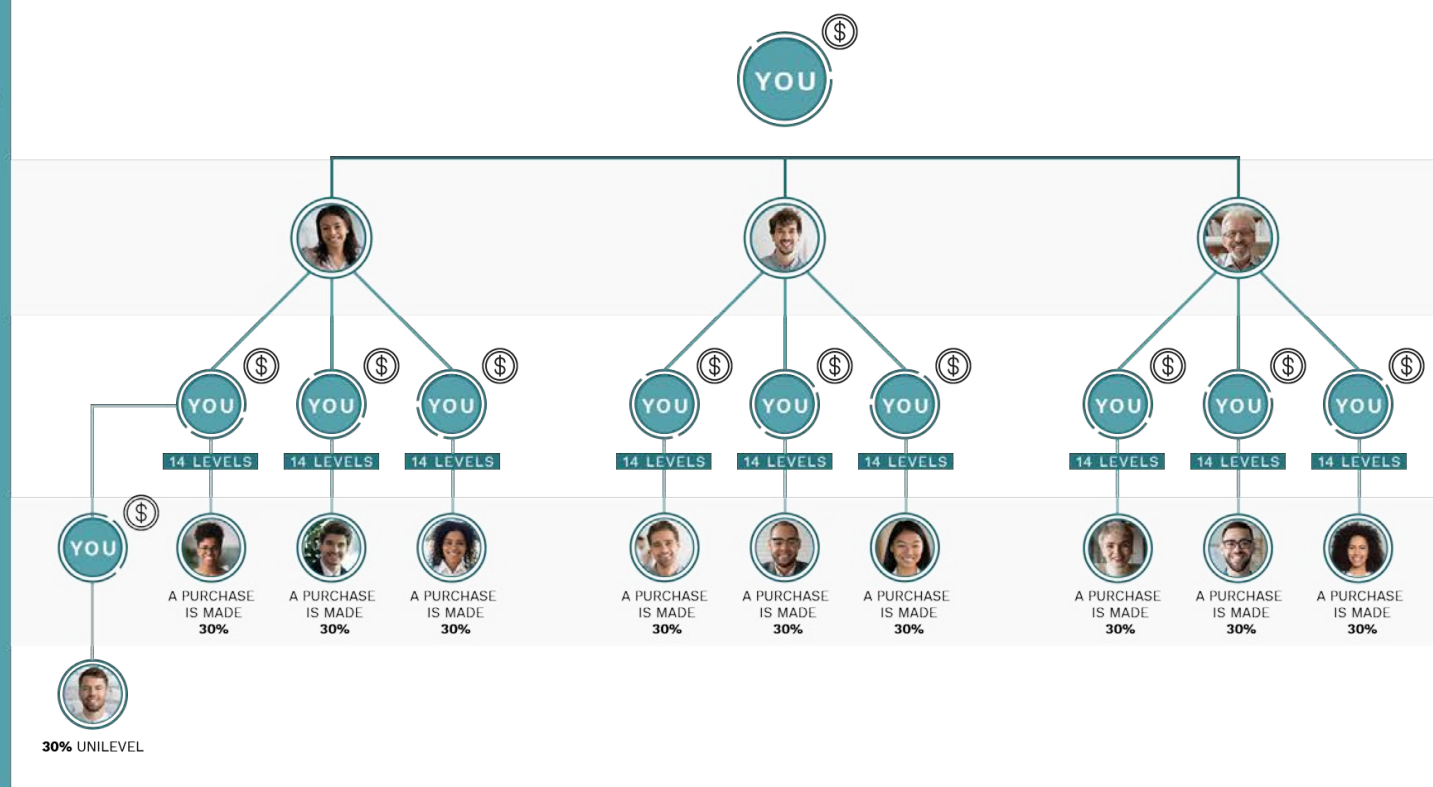 $
YOU
$ $ $ $ $ $ $ $ $
YOU YOU YOU YOU YOU YOU YOU YOU YOU
14 LEVELS 14 LEVELS 14 LEVELS 14 LEVELS 14 LEVELS 14 LEVELS 14 LEVELS 14 LEVELS 14 LEVELS
$
YOU
A PURCHASE
IS MADE
30%
A PURCHASE
IS MADE
30%
A PURCHASE
IS MADE
30%
A PURCHASE
IS MADE
30%
A PURCHASE
IS MADE
30%
A PURCHASE
IS MADE
30%
A PURCHASE
IS MADE
30%
A PURCHASE
IS MADE
30%
A PURCHASE
IS MADE
30%
30% UNILEVEL